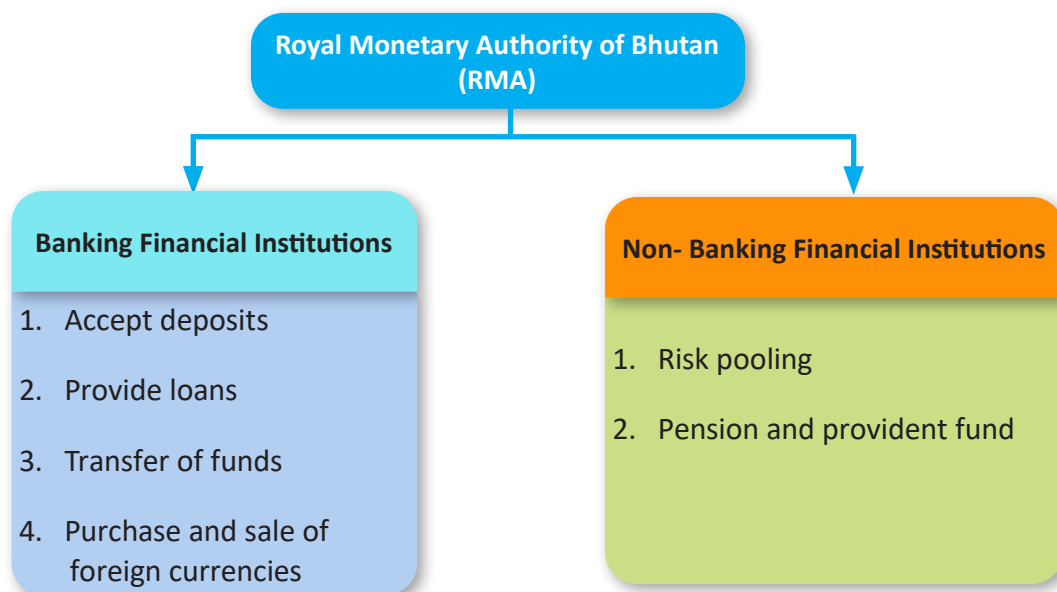 Royal Monetary Authority of Bhutan
(RMA)
Banking Financial Institutions
1. Accept deposits
2. Provide loans
3. Transfer of funds
4. Purchase and sale of
foreign currencies
Non- Banking Financial Institutions
1. Risk pooling
2. Pension and provident fund